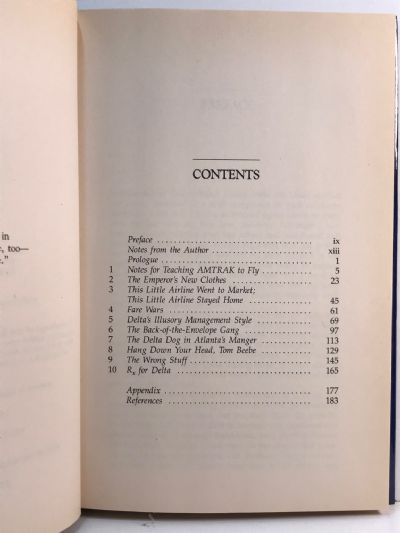 in
, too—
."
CONTENTS
Preface ix
Notes from the Author xiii
Prologue 1
1 Notes for Teaching AMTRAK to Fly 5
2 The Emperor's New Clothes 23
3 This Little Airline Went to Market;
This Little Airline Stayed Home 45
4 Fare Wars 61
5 Delta's Illusory Management Style 69
6 The Back-of-the-Envelope Gang 97
7 The Delta Dog in Atlanta's Manger 113
8 Hang Down Your Head, Tom Beebe 129
9 The Wrong Stuff 145
10 Rx for Delta 165
Appendix 177
References 183